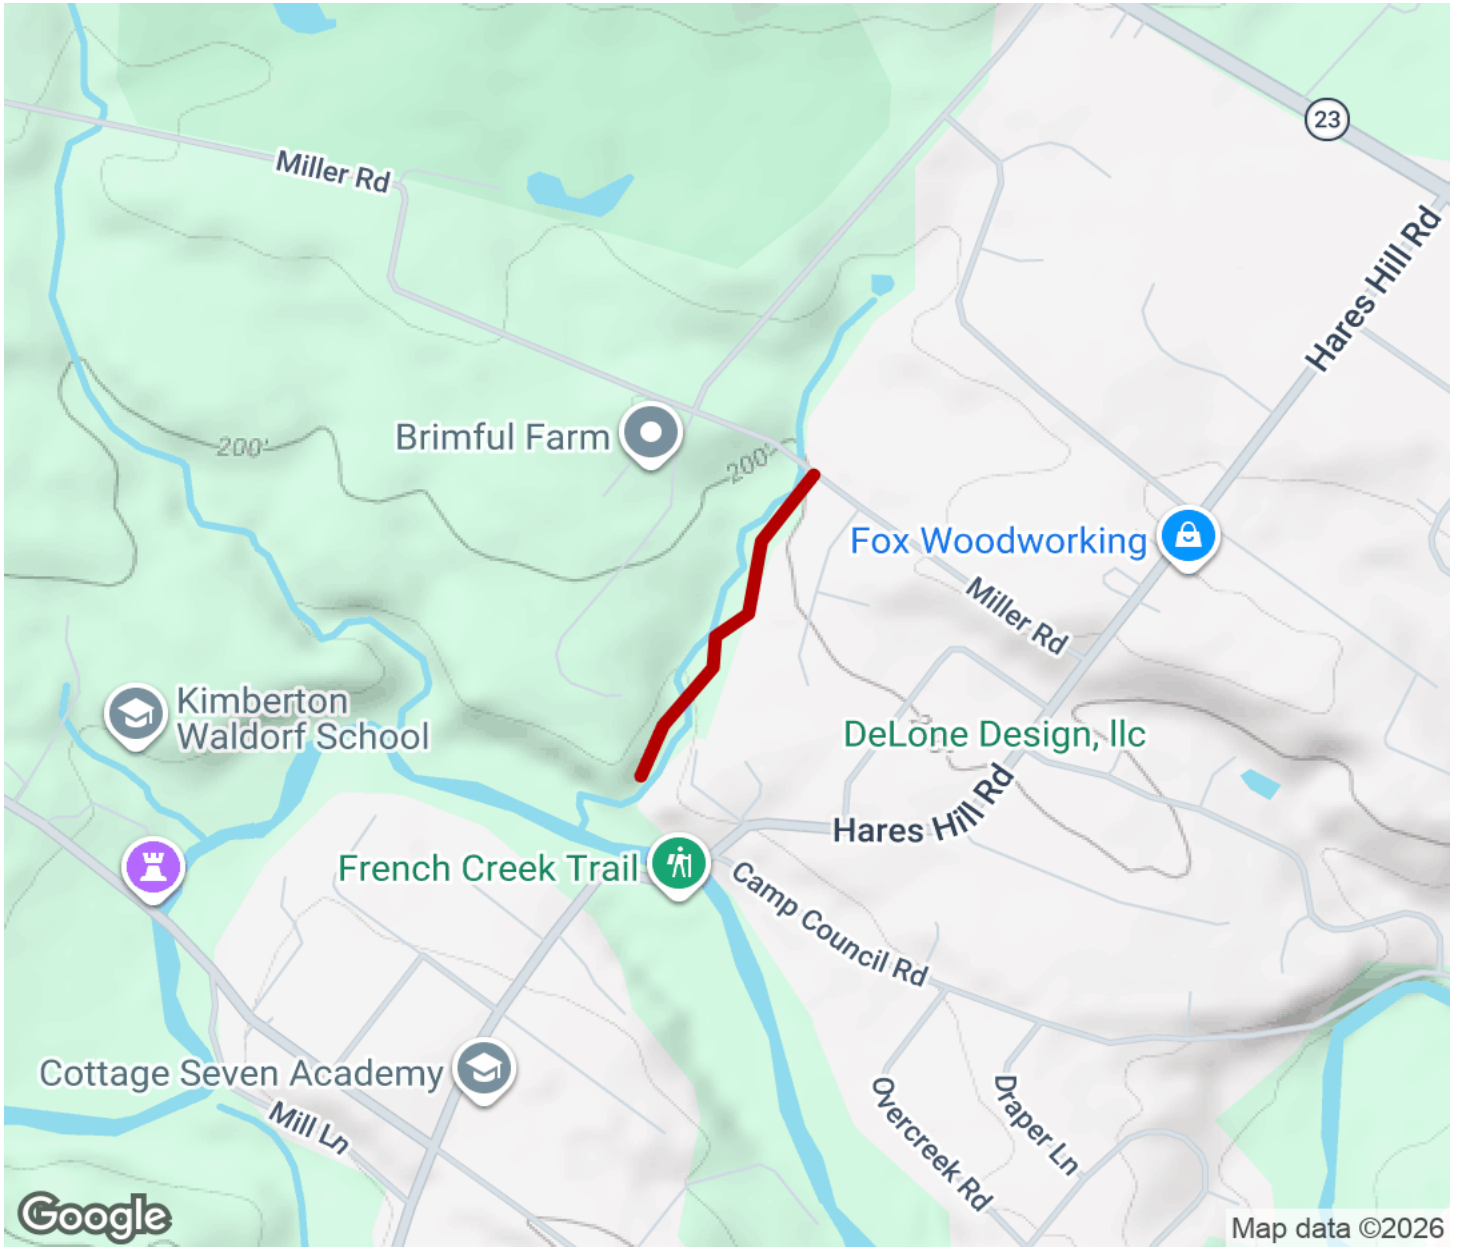 23
Miller Rd
Hares Hill Rd
Brimful Farm
200'
200'
Fox Woodworking
Miller Rd
Kimberton
Waldorf School
DeLone Design, llc
Hares Hill Rd
French Creek Trail
Camp Council Rd
Cottage Seven Academy
Mill Ln
Overcreek Rd
Draper Ln
Google
Map data ©2026